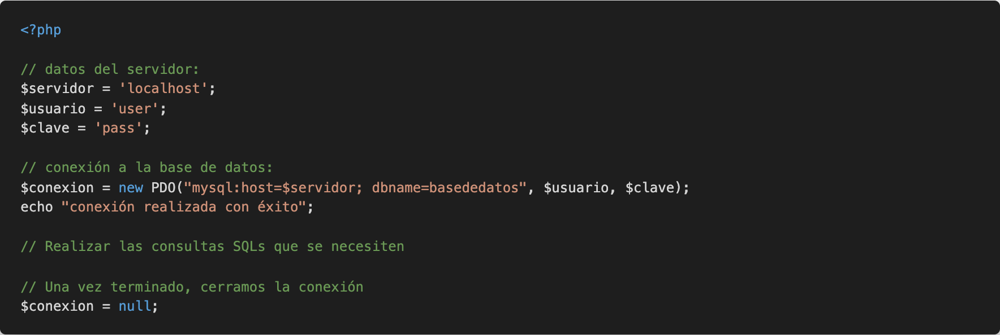 <?php
// datos del servidor:
$servidor = 'localhost';
$usuario = 'user';
$clave = 'pass';
// conexión a la base de datos:
$conexion = new PDO("mysql:host=$servidor; dbname=basededatos", $usuario, $clave);
echo "conexión realizada con éxito";
// Realizar las consultas SQLs que se necesiten
// Una vez terminado, cerramos la conexión
$conexion = null;